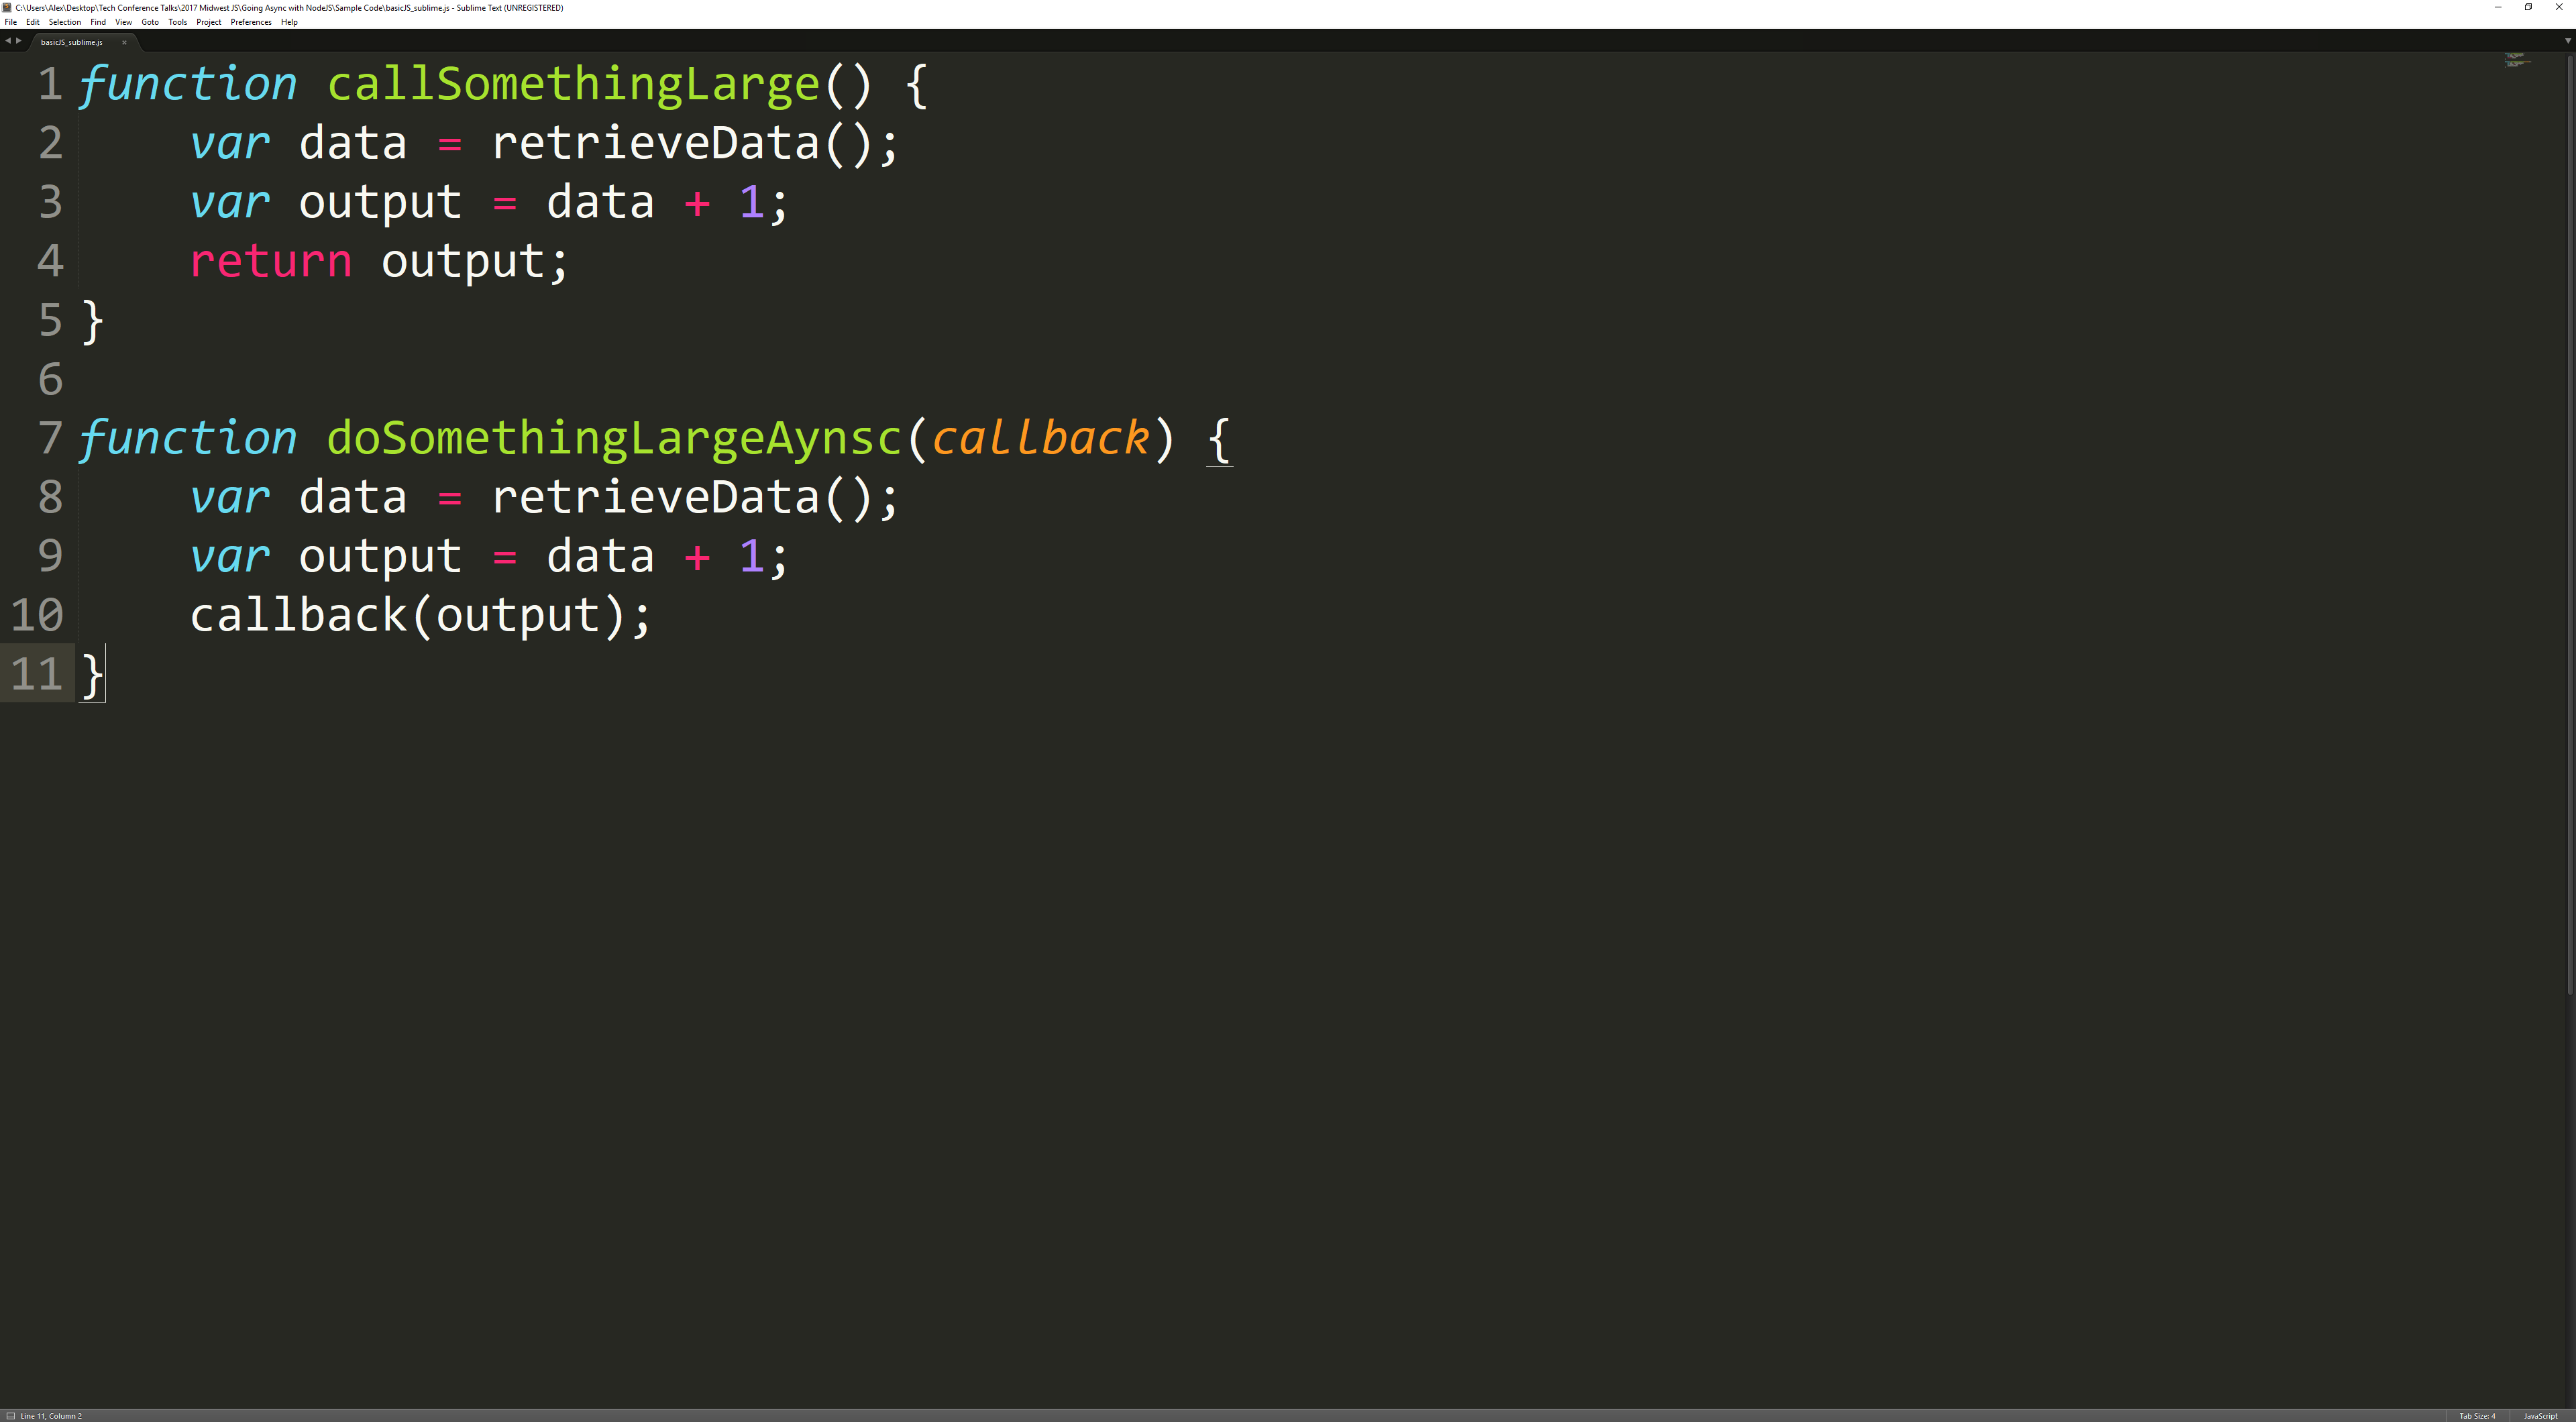 C:\Users\Alex\Desktop\Tech Conference Talks\2017 Midwest JS\Going Async with NodeJS\Sample Code\basicJS_sublime.js - Sublime Text (UNREGISTERED)
File Edit Selection Find View Goto Tools Project Preferences Help
basicJS_sublime.js
1 function callSomethingLarge() {
2     var data = retrieveData();
3     var output = data + 1;
4     return output;
5 }
6
7 function doSomethingLargeAynsc(callback) {
8     var data = retrieveData();
9     var output = data + 1;
10     callback(output);
11 }
Line 11, Column 2 Tab Size: 4 JavaScript